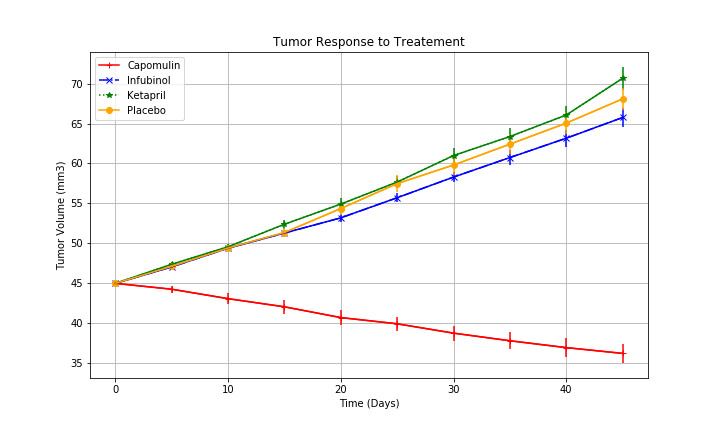 Tumor Response to Treatement
Capomulin
Infubinol
Ketapril
Placebo
Tumor Volume (mm3)
70
65
60
55
50
45
40
35
0
10
20
30
40
Time (Days)